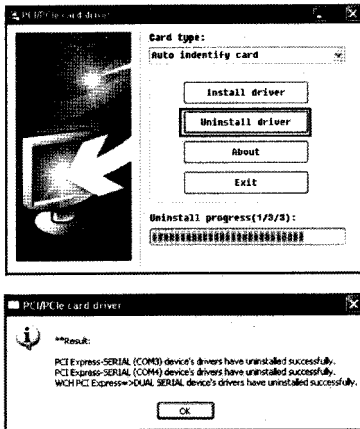 PCI/PCIe card driver
Card type:
Auto indentify card
Install driver
Uninstall driver
About
Exit
Uninstall progress(1/3/3):
PCI/PCIe card driver
**Result:
PCI Express-SERIAL (COM3) device's drivers have uninstalled successfully.
PCI Express-SERIAL (COM4) device's drivers have uninstalled successfully.
WCH PCI Express=>DUAL SERIAL device's drivers have uninstalled successfully.
OK